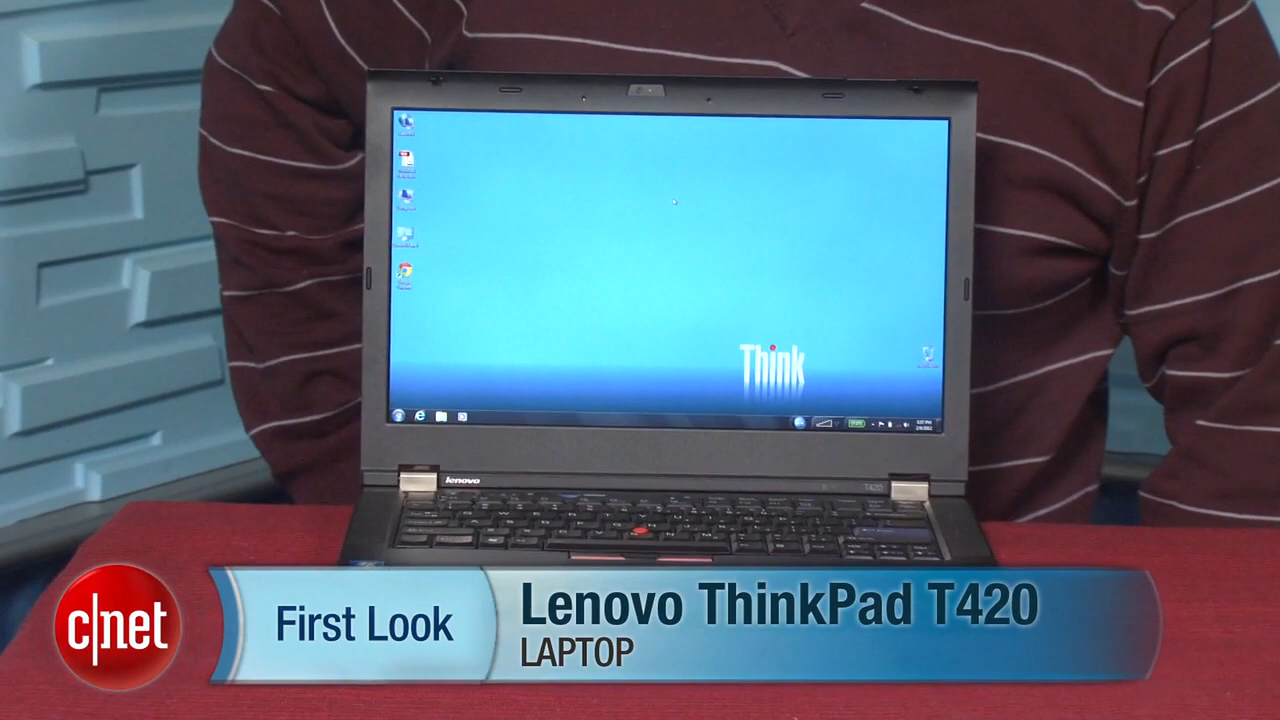 Think
lenovo
T420
c|net
First Look
Lenovo ThinkPad T420
LAPTOP